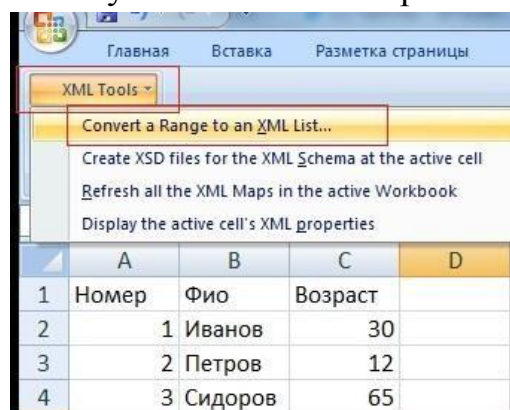 Главная Вставка Разметка страницы
XML Tools
Convert a Range to an XML List...
Create XSD files for the XML Schema at the active cell
Refresh all the XML Maps in the active Workbook
Display the active cell's XML properties
A B C D
1 Номер Фио Возраст
2 1 Иванов 30
3 2 Петров 12
4 3 Сидоров 65